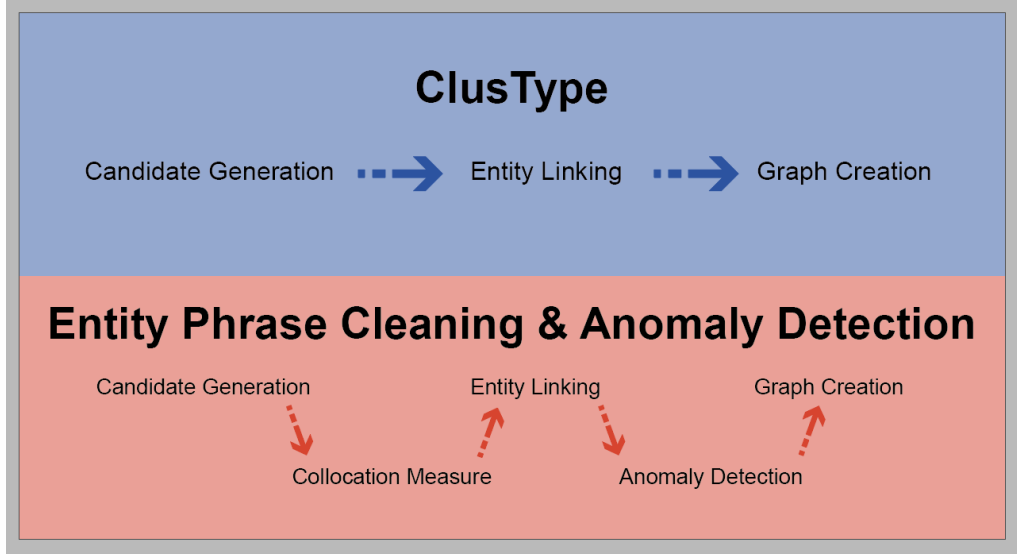 ClusType
Candidate Generation Entity Linking Graph Creation
Entity Phrase Cleaning & Anomaly Detection
Candidate Generation Entity Linking Graph Creation
Collocation Measure Anomaly Detection